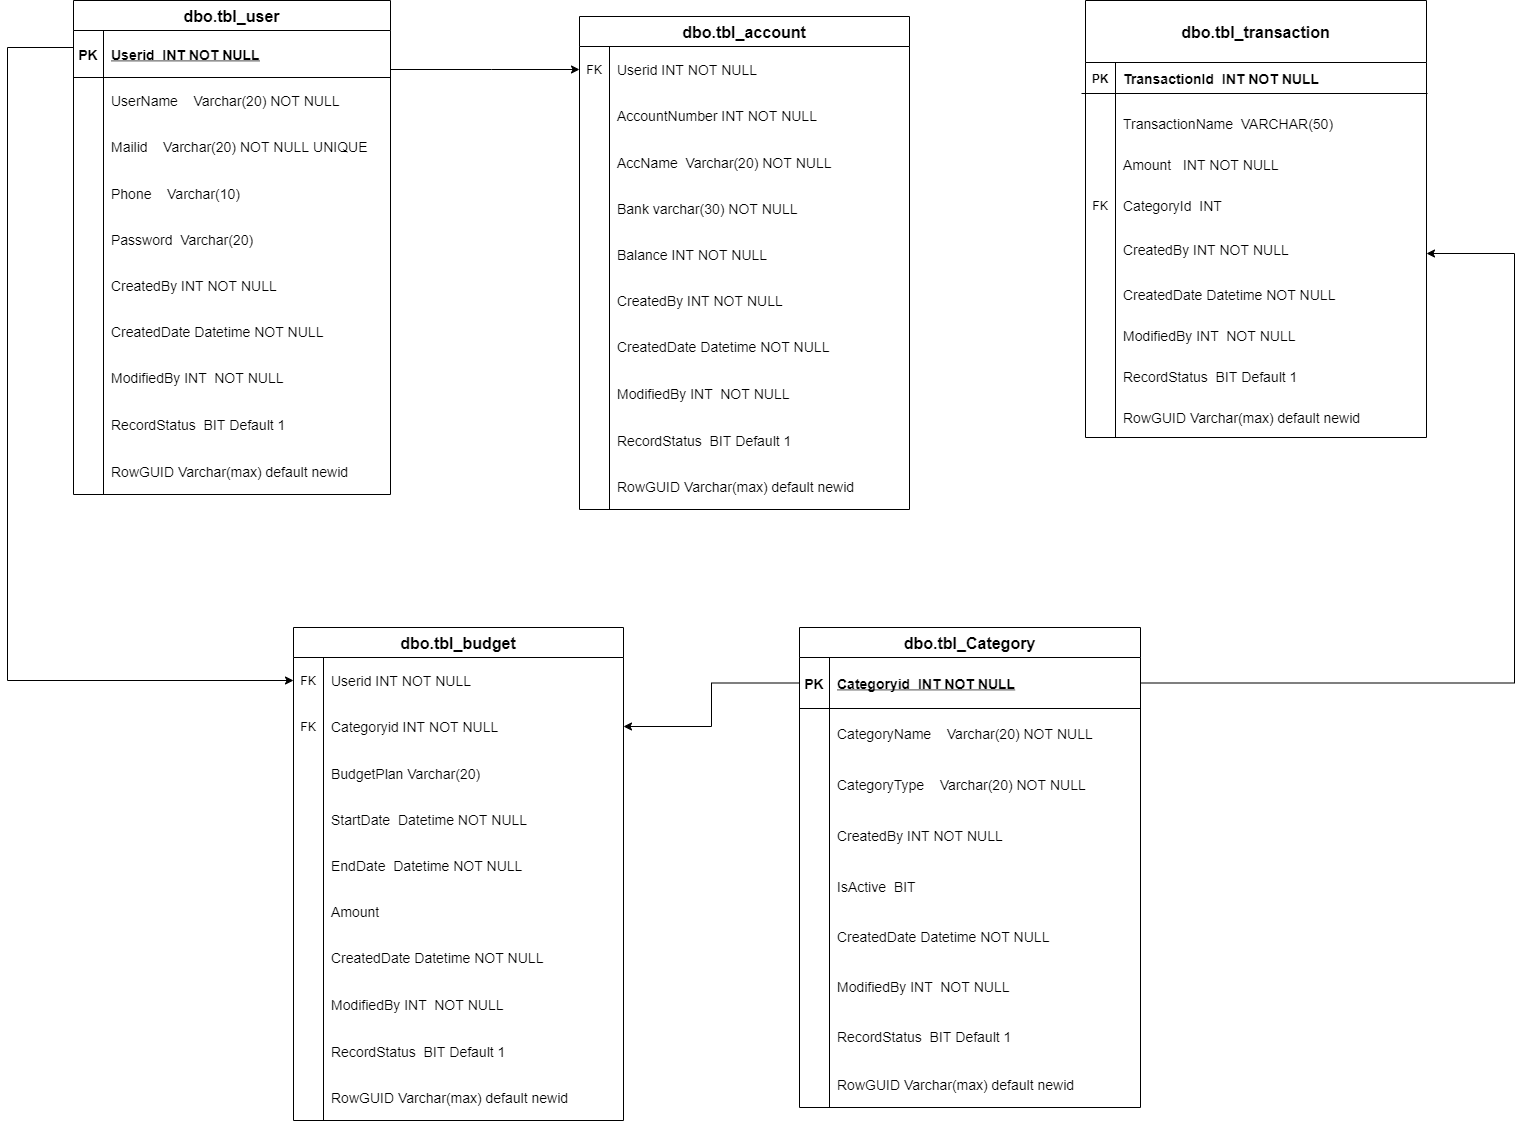 dbo.tbl_user
PK Userid  INT NOT NULL
UserName    Varchar(20) NOT NULL
Mailid    Varchar(20) NOT NULL UNIQUE
Phone    Varchar(10)
Password  Varchar(20)
CreatedBy INT NOT NULL
CreatedDate Datetime NOT NULL
ModifiedBy INT  NOT NULL
RecordStatus  BIT Default 1
RowGUID Varchar(max) default newid
dbo.tbl_account
FK Userid INT NOT NULL
AccountNumber INT NOT NULL
AccName  Varchar(20) NOT NULL
Bank varchar(30) NOT NULL
Balance INT NOT NULL
CreatedBy INT NOT NULL
CreatedDate Datetime NOT NULL
ModifiedBy INT  NOT NULL
RecordStatus  BIT Default 1
RowGUID Varchar(max) default newid
dbo.tbl_transaction
PK TransactionId  INT NOT NULL
TransactionName  VARCHAR(50)
Amount   INT NOT NULL
FK CategoryId  INT
CreatedBy INT NOT NULL
CreatedDate Datetime NOT NULL
ModifiedBy INT  NOT NULL
RecordStatus  BIT Default 1
RowGUID Varchar(max) default newid
dbo.tbl_budget
FK Userid INT NOT NULL
FK Categoryid INT NOT NULL
BudgetPlan Varchar(20)
StartDate  Datetime NOT NULL
EndDate  Datetime NOT NULL
Amount
CreatedDate Datetime NOT NULL
ModifiedBy INT  NOT NULL
RecordStatus  BIT Default 1
RowGUID Varchar(max) default newid
dbo.tbl_Category
PK Categoryid  INT NOT NULL
CategoryName    Varchar(20) NOT NULL
CategoryType    Varchar(20) NOT NULL
CreatedBy INT NOT NULL
IsActive  BIT
CreatedDate Datetime NOT NULL
ModifiedBy INT  NOT NULL
RecordStatus  BIT Default 1
RowGUID Varchar(max) default newid